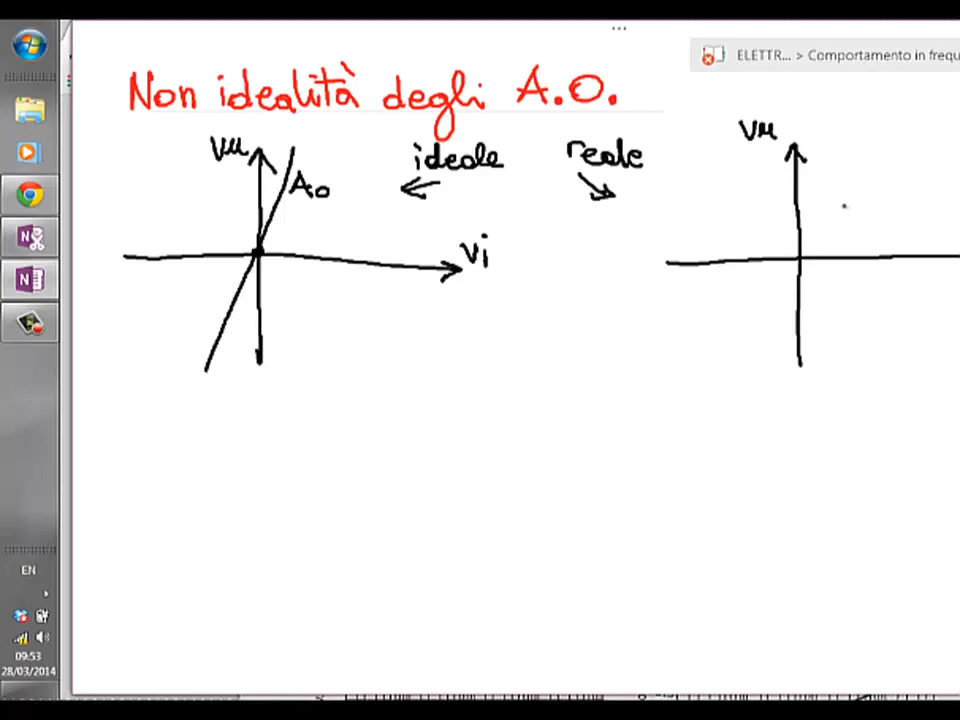 ELETTR... > Comportamento in frequ
Non idealità degli A.O.
Vu
ideale
reale
Vu
Ao
Vi
EN
09:53
28/03/2014